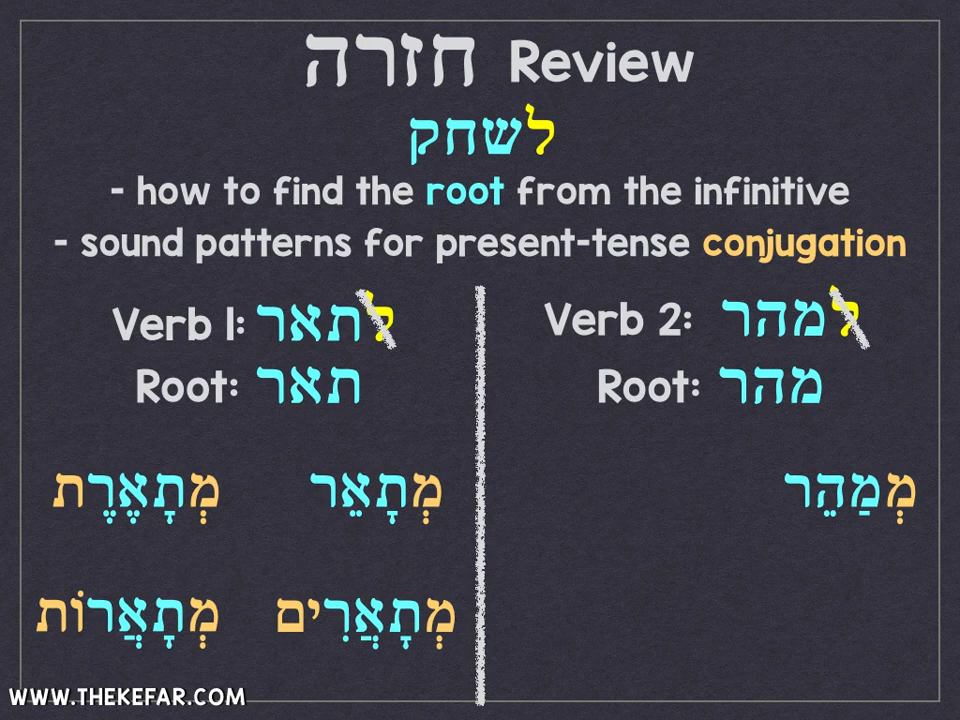 חזרה Review
לשחק
- how to find the root from the infinitive
- sound patterns for present-tense conjugation
Verb 1: לתאר
Root: תאר
מְתָאֵר מְתָאֶרֶת
מְתָאֲרִים מְתָאֲרוֹת
Verb 2: למהר
Root: מהר
מְמַהֵר
WWW.THEKEFAR.COM